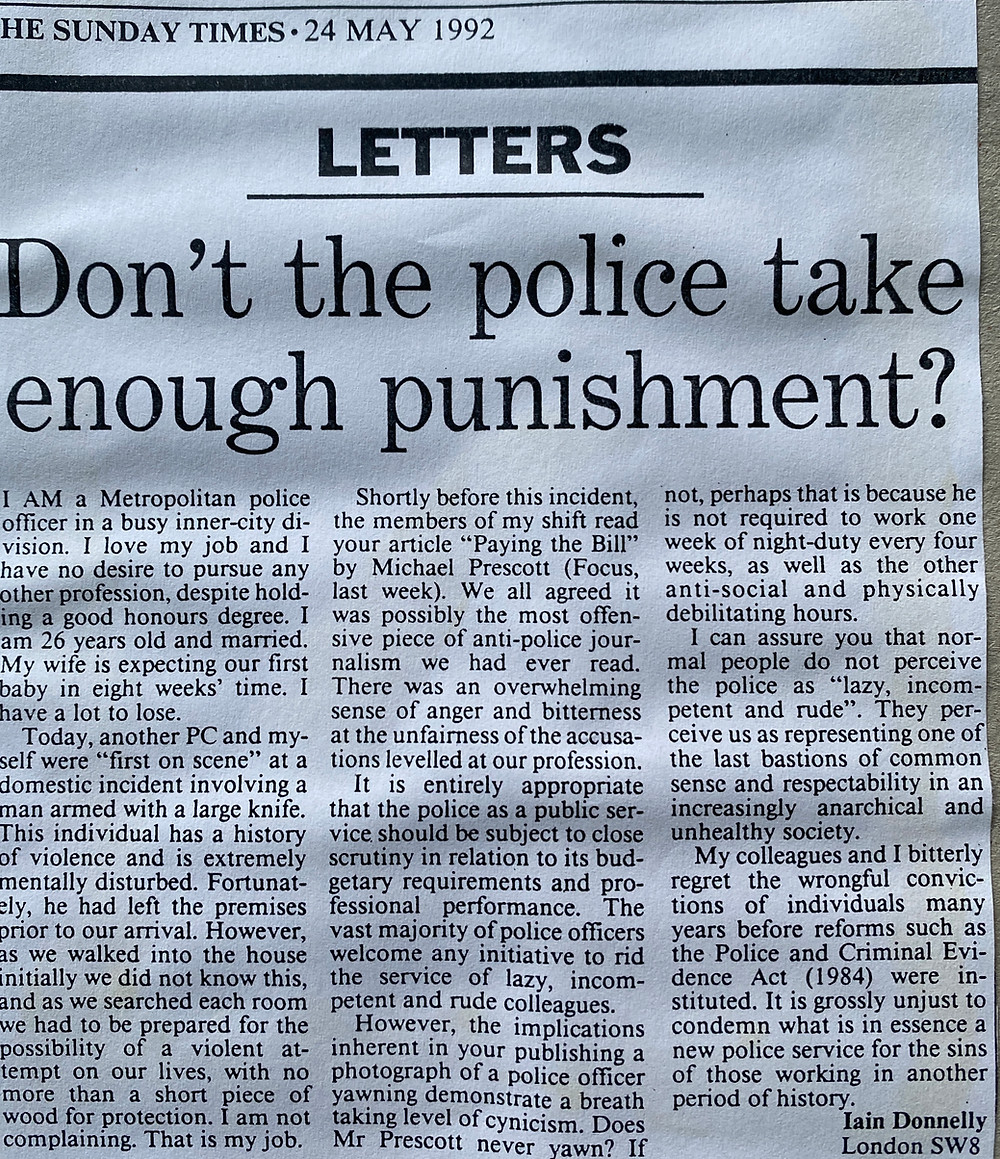 HE SUNDAY TIMES • 24 MAY 1992
LETTERS
Don't the police take
enough punishment?
I AM a Metropolitan police
officer in a busy inner-city di-
vision. I love my job and I
have no desire to pursue any
other profession, despite hold-
ing a good honours degree. I
am 26 years old and married.
My wife is expecting our first
baby in eight weeks' time. I
have a lot to lose.
Today, another PC and my-
self were "first on scene" at a
domestic incident involving a
man armed with a large knife.
This individual has a history
of violence and is extremely
mentally disturbed. Fortunat-
ely, he had left the premises
prior to our arrival. However,
as we walked into the house
initially we did not know this,
and as we searched each room
we had to be prepared for the
possibility of a violent at-
tempt on our lives, with no
more than a short piece of
wood for protection. I am not
complaining. That is my job.
Shortly before this incident,
the members of my shift read
your article "Paying the Bill"
by Michael Prescott (Focus,
last week). We all agreed it
was possibly the most offen-
sive piece of anti-police jour-
nalism we had ever read.
There was an overwhelming
sense of anger and bitterness
at the unfairness of the accusa-
tions levelled at our profession.
It is entirely appropriate
that the police as a public ser-
vice should be subject to close
scrutiny in relation to its bud-
getary requirements and pro-
fessional performance. The
vast majority of police officers
welcome any initiative to rid
the service of lazy, incom-
petent and rude colleagues.
However, the implications
inherent in your publishing a
photograph of a police officer
yawning demonstrate a breath
taking level of cynicism. Does
Mr Prescott never yawn? If
not, perhaps that is because he
is not required to work one
week of night-duty every four
weeks, as well as the other
anti-social and physically
debilitating hours.
I can assure you that nor-
mal people do not perceive
the police as "lazy, incom-
petent and rude". They per-
ceive us as representing one of
the last bastions of common
sense and respectability in an
increasingly anarchical and
unhealthy society.
My colleagues and I bitterly
regret the wrongful convic-
tions of individuals many
years before reforms such as
the Police and Criminal Evi-
dence Act (1984) were in-
stituted. It is grossly unjust to
condemn what is in essence a
new police service for the sins
of those working in another
period of history.
Iain Donnelly
London SW8